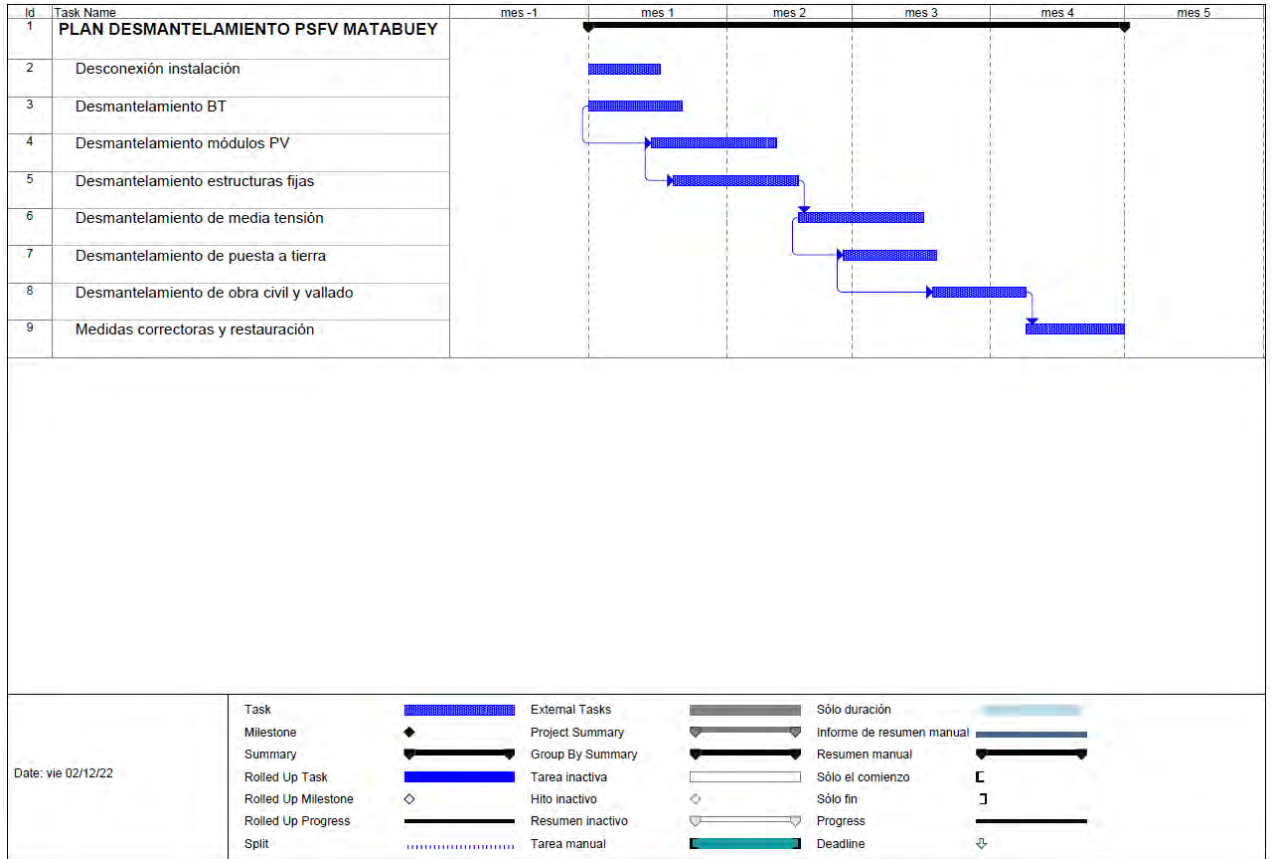 Id Task Name mes -1 mes 1 mes 2 mes 3 mes 4 mes 5
1 PLAN DESMANTELAMIENTO PSFV MATABUEY
2 Desconexión instalación
3 Desmantelamiento BT
4 Desmantelamiento módulos PV
5 Desmantelamiento estructuras fijas
6 Desmantelamiento de media tensión
7 Desmantelamiento de puesta a tierra
8 Desmantelamiento de obra civil y vallado
9 Medidas correctoras y restauración
Date: vie 02/12/22
Task External Tasks Sólo duración
Milestone Project Summary Informe de resumen manual
Summary Group By Summary Resumen manual
Rolled Up Task Tarea inactiva Sólo el comienzo
Rolled Up Milestone Hito inactivo Sólo fin
Rolled Up Progress Resumen inactivo Progress
Split Tarea manual Deadline